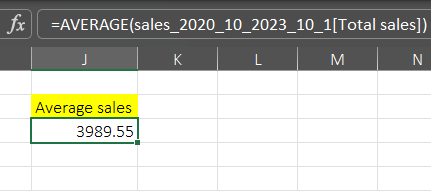 fx =AVERAGE(sales_2020_10_2023_10_1[Total sales])
J K L M N
Average sales
3989.55